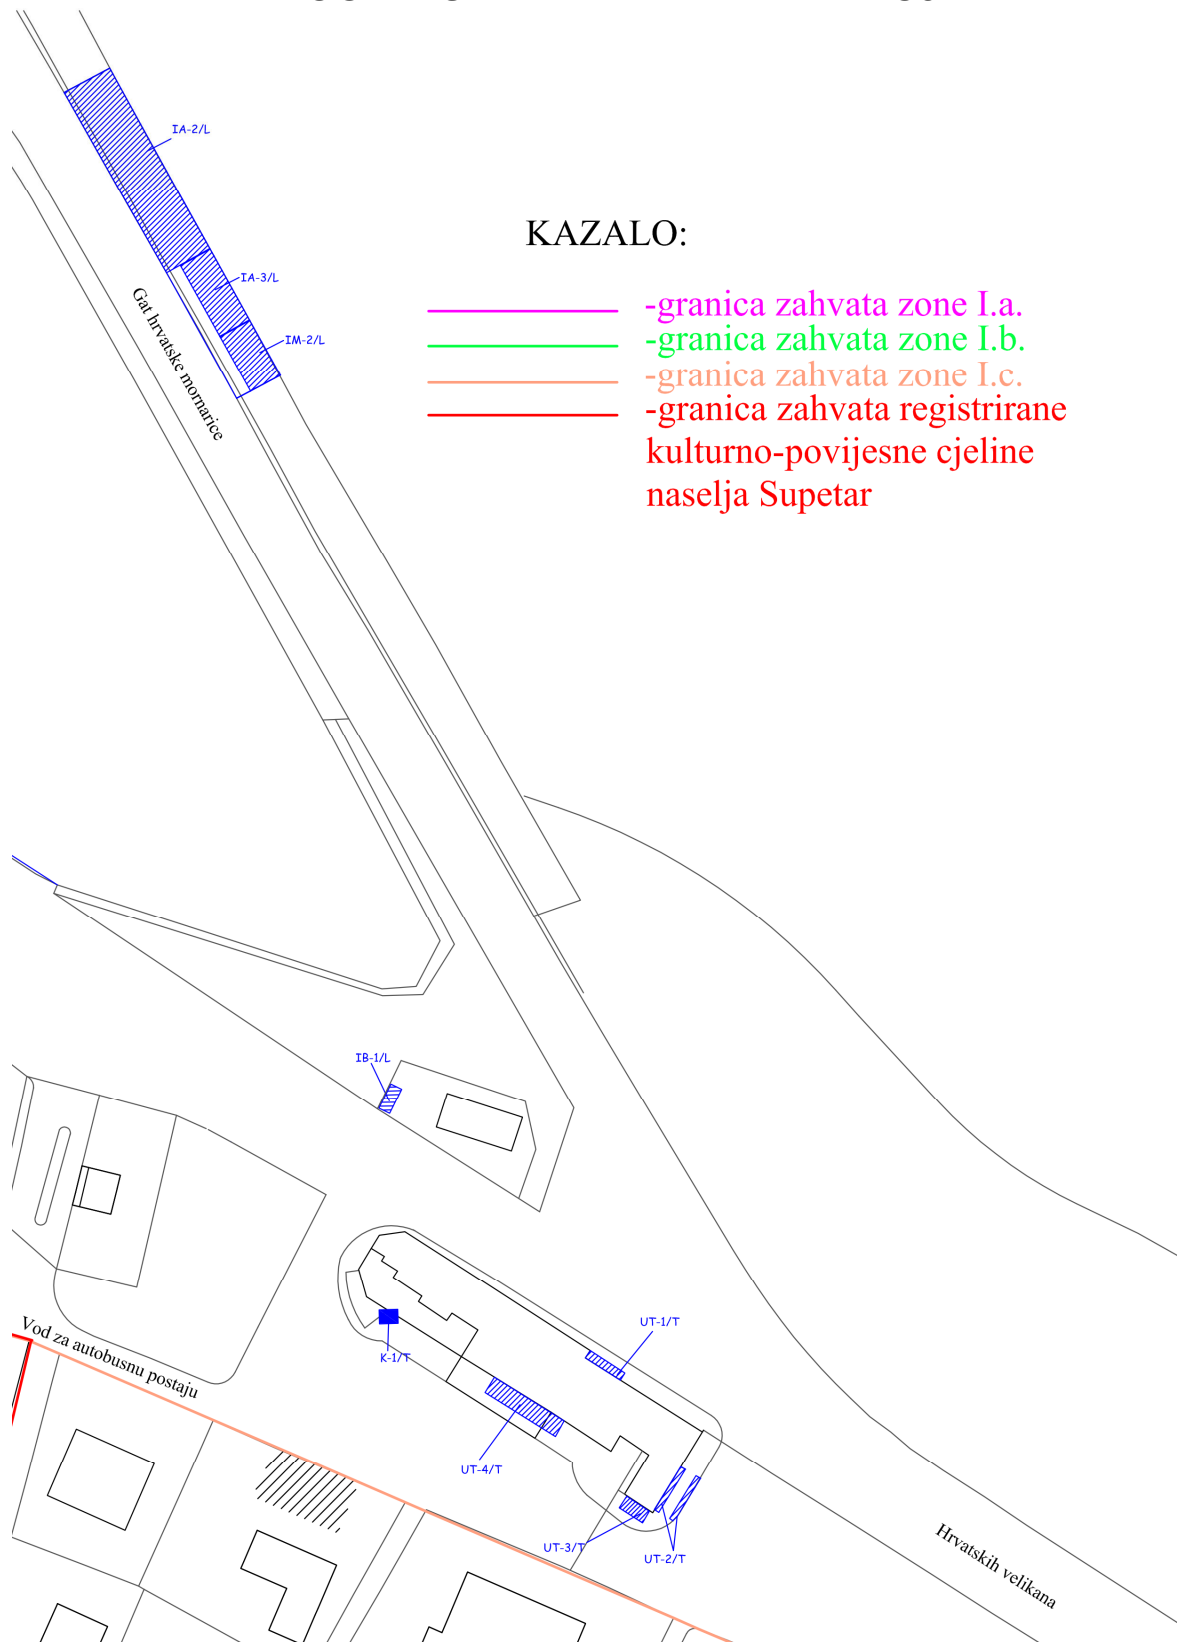 IA-2/L
KAZALO:
IA-3/L
Gat hrvatske mornarice
IM-2/L
-granica zahvata zone I.a.
-granica zahvata zone I.b.
-granica zahvata zone I.c.
-granica zahvata registrirane
kulturno-povijesne cjeline
naselja Supetar
IB-1/L
UT-1/T
Vod za autobusnu postaju
K-1/T
UT-4/T
UT-3/T
UT-2/T
Hrvatskih velikana